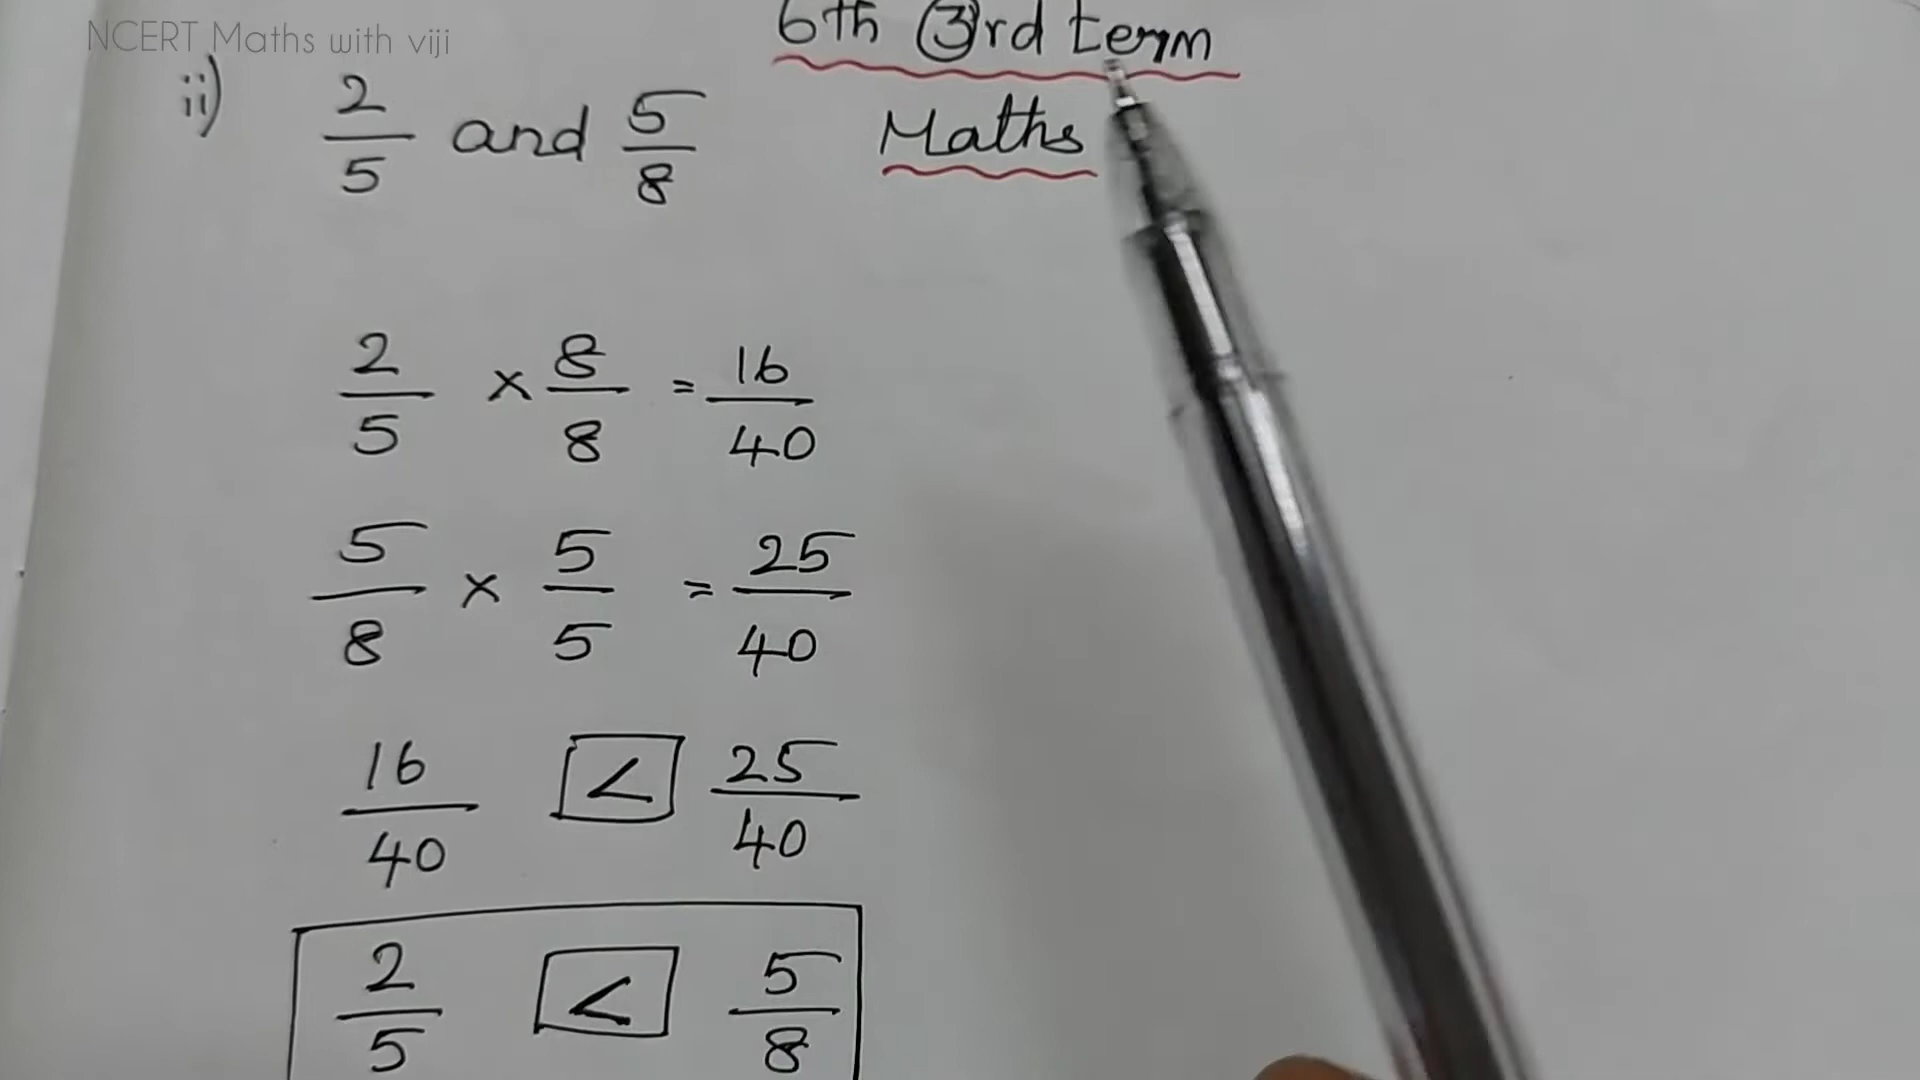 NCERT Maths with viji
6th 3rd term
Maths
ii) 2/5 and 5/8
2/5 × 8/8 = 16/40
5/8 × 5/5 = 25/40
16/40 < 25/40
2/5 < 5/8